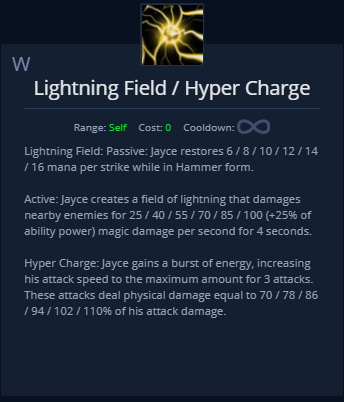 W
Lightning Field / Hyper Charge
Range: Self Cost: 0 Cooldown: ∞
Lightning Field: Passive: Jayce restores 6 / 8 / 10 / 12 / 14
/ 16 mana per strike while in Hammer form.
Active: Jayce creates a field of lightning that damages
nearby enemies for 25 / 40 / 55 / 70 / 85 / 100 (+25% of
ability power) magic damage per second for 4 seconds.
Hyper Charge: Jayce gains a burst of energy, increasing
his attack speed to the maximum amount for 3 attacks.
These attacks deal physical damage equal to 70 / 78 / 86
/ 94 / 102 / 110% of his attack damage.